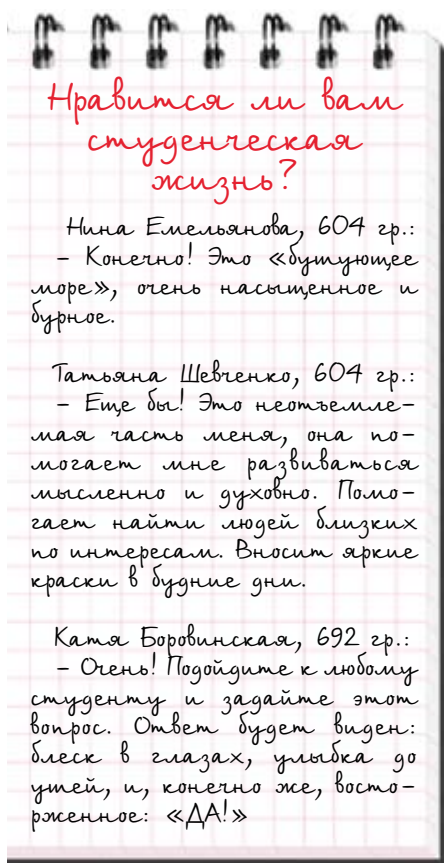 Нравится ли вам
студенческая
жизнь?
Нина Емельянова, 604 гр.:
– Конечно! Это «бушующее
море», очень насыщенное и
бурное.
Татьяна Шевченко, 604 гр.:
– Еще бы! Это неотъемле-
мая часть меня, она по-
могает мне развиваться
мысленно и духовно. Помо-
гает найти людей близких
по интересам. Вносит яркие
краски в будние дни.
Катя Боровинская, 692 гр.:
– Очень! Подойдите к любому
студенту и задайте этот
вопрос. Ответ будет виден:
блеск в глазах, улыбка до
ушей, и, конечно же, восто-
рженное: «ДА!»